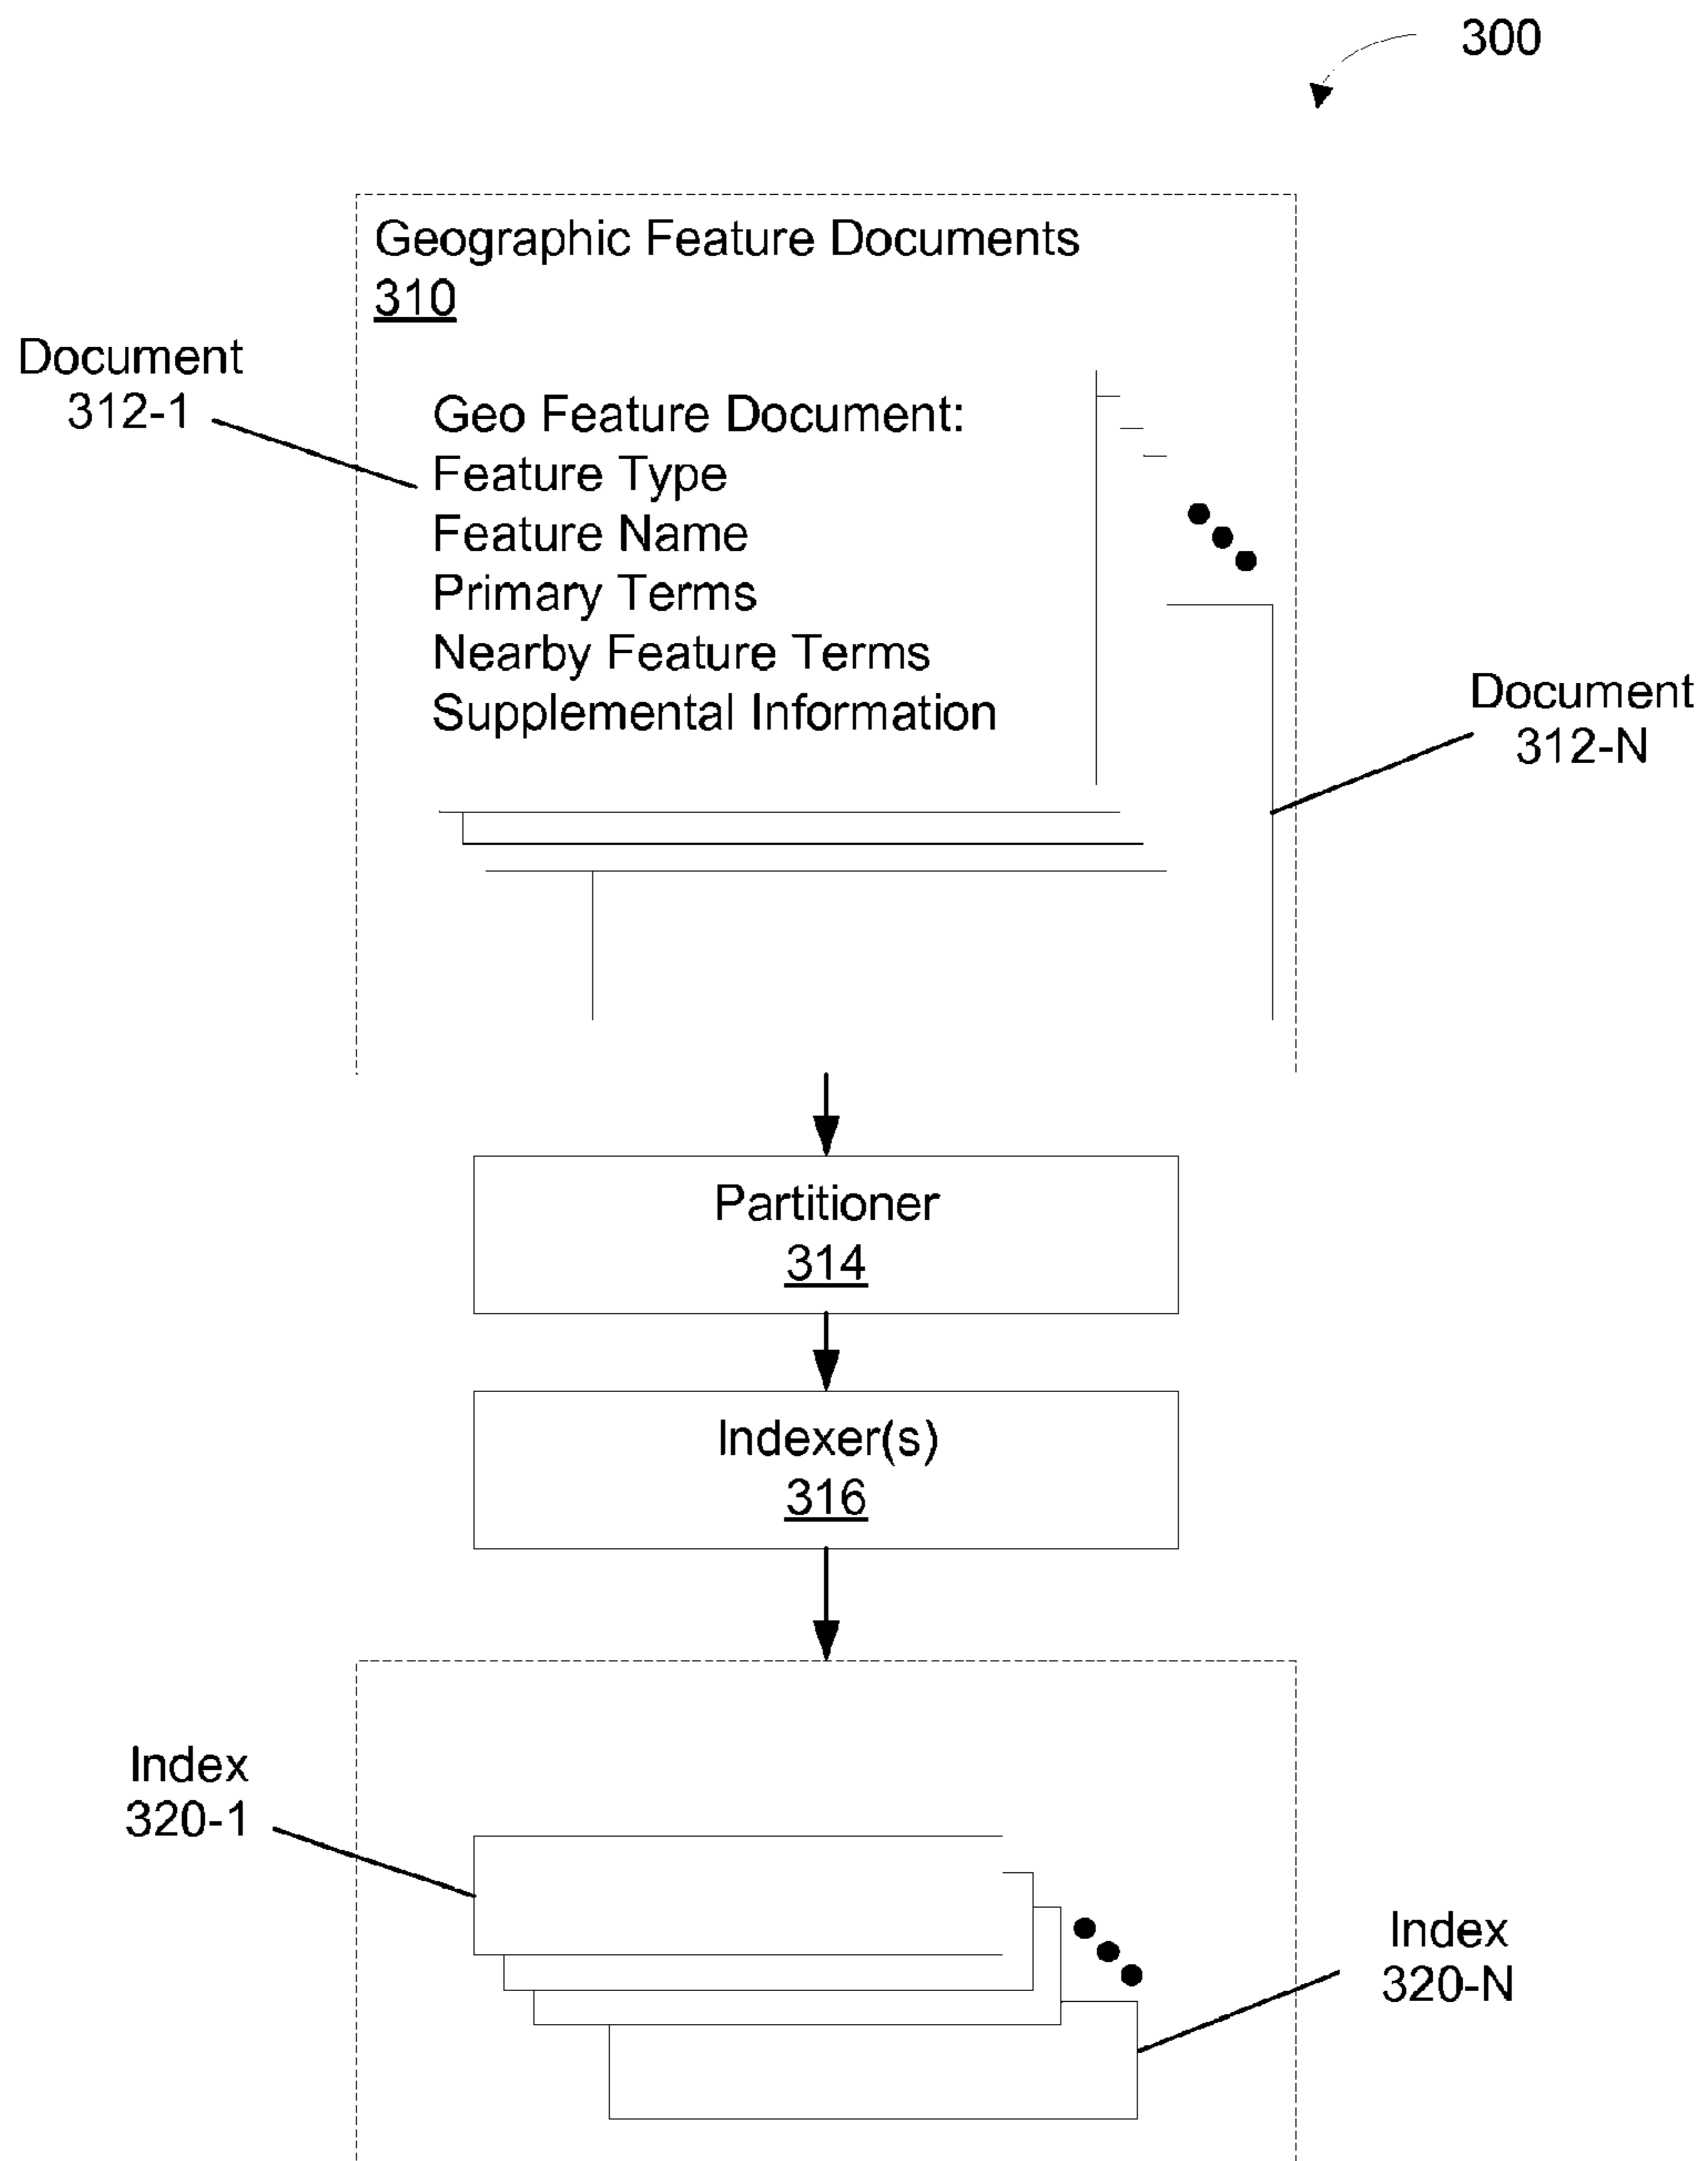 300
Geographic Feature Documents
310
Document
312-1
Geo Feature Document:
Feature Type
Feature Name
Primary Terms
Nearby Feature Terms
Supplemental Information
Document
312-N
Partitioner
314
Indexer(s)
316
Index
320-1
Index
320-N